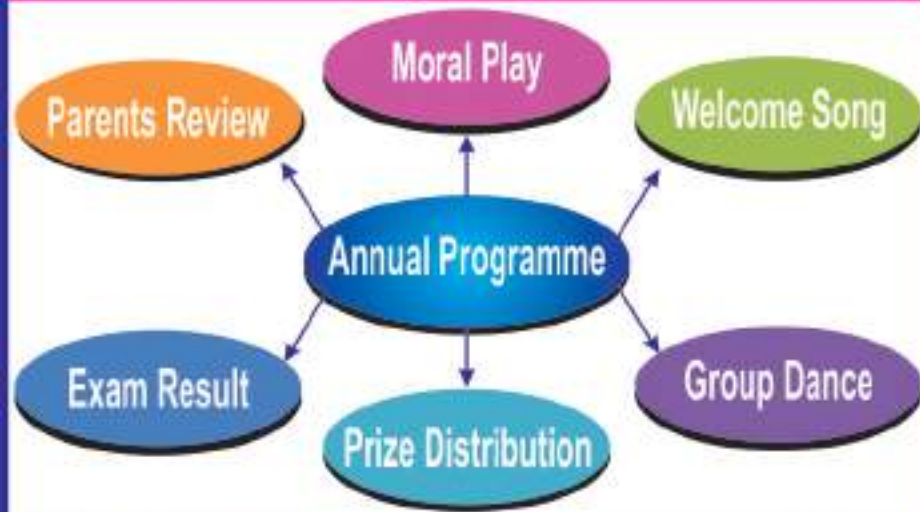 Moral Play
Parents Review
Welcome Song
Annual Programme
Exam Result
Group Dance
Prize Distribution